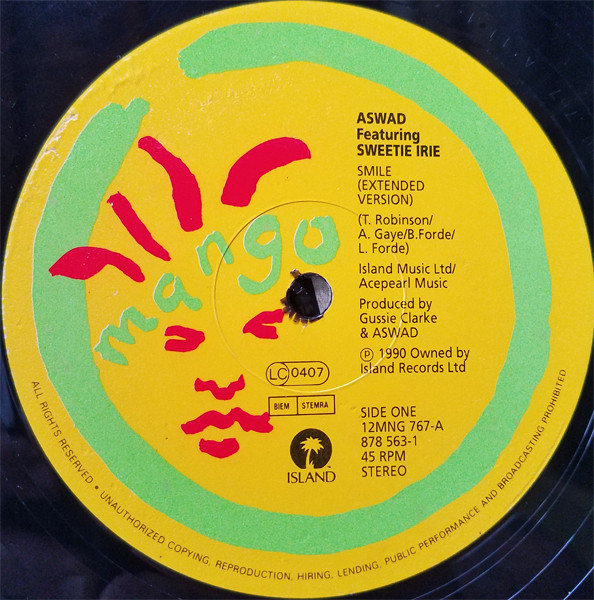 mango
ASWAD
Featuring
SWEETIE IRIE
SMILE
(EXTENDED
VERSION)
(T. Robinson/
A. Gaye/B.Forde/
L. Forde)
Island Music Ltd/
Acepearl Music
Produced by
Gussie Clarke
& ASWAD
℗ 1990 Owned by
Island Records Ltd
LC 0407
BIEM STEMRA
ISLAND™
SIDE ONE
12MNG 767-A
878 563-1
45 RPM
STEREO
ALL RIGHTS RESERVED • UNAUTHORIZED COPYING, REPRODUCTION, HIRING, LENDING, PUBLIC PERFORMANCE AND BROADCASTING PROHIBITED